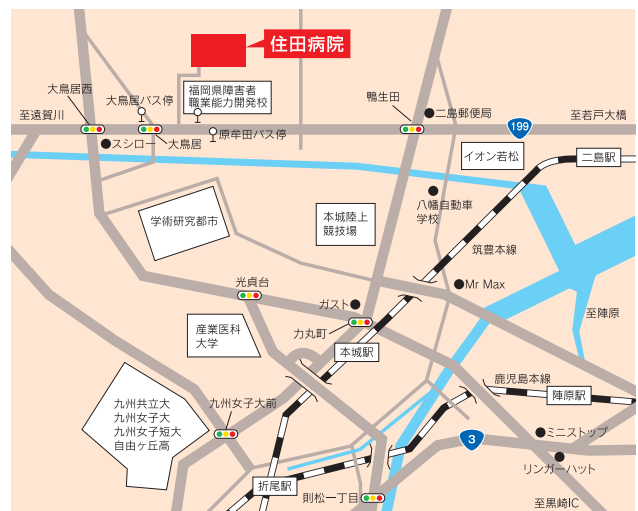 住田病院
大鳥居西
大鳥居バス停
福岡県障害者
職業能力開発校
鴨生田
二島郵便局
至遠賀川
至若戸大橋
199
スシロー
大鳥居
原牟田バス停
イオン若松
二島駅
学術研究都市
本城陸上
競技場
八幡自動車
学校
筑豊本線
光貞台
ガスト
Mr Max
産業医科
大学
力丸町
至陣原
本城駅
鹿児島本線
陣原駅
九州共立大
九州女子大
九州女子短大
自由ヶ丘高
九州女子大前
3
ミニストップ
リンガーハット
折尾駅
則松一丁目
至黒崎IC